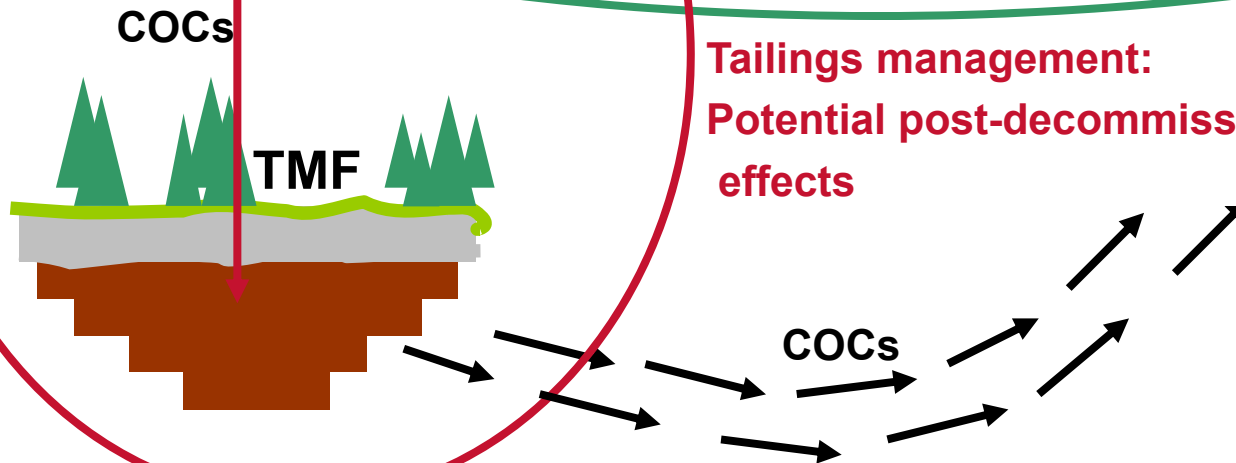 COCs
Tailings management:
Potential post-decommiss
effects
TMF
COCs